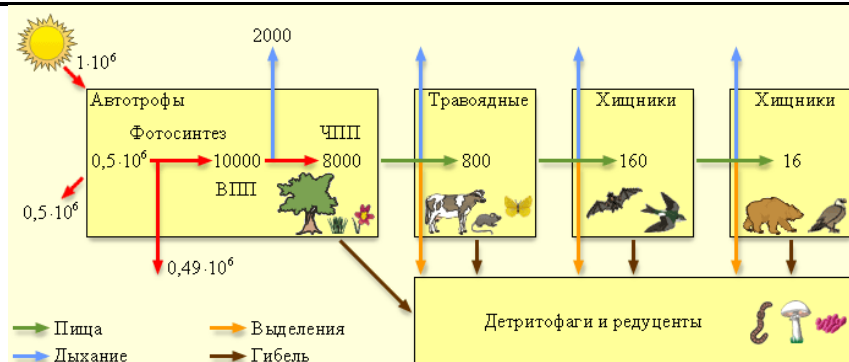 2000
1·10⁶
Автотрофы
Травоядные
Хищники
Хищники
Фотосинтез
ЧПП
0,5·10⁶
10000
8000
800
160
16
ВПП
0,5·10⁶
0,49·10⁶
Детритофаги и редуценты
Пища
Выделения
Дыхание
Гибель